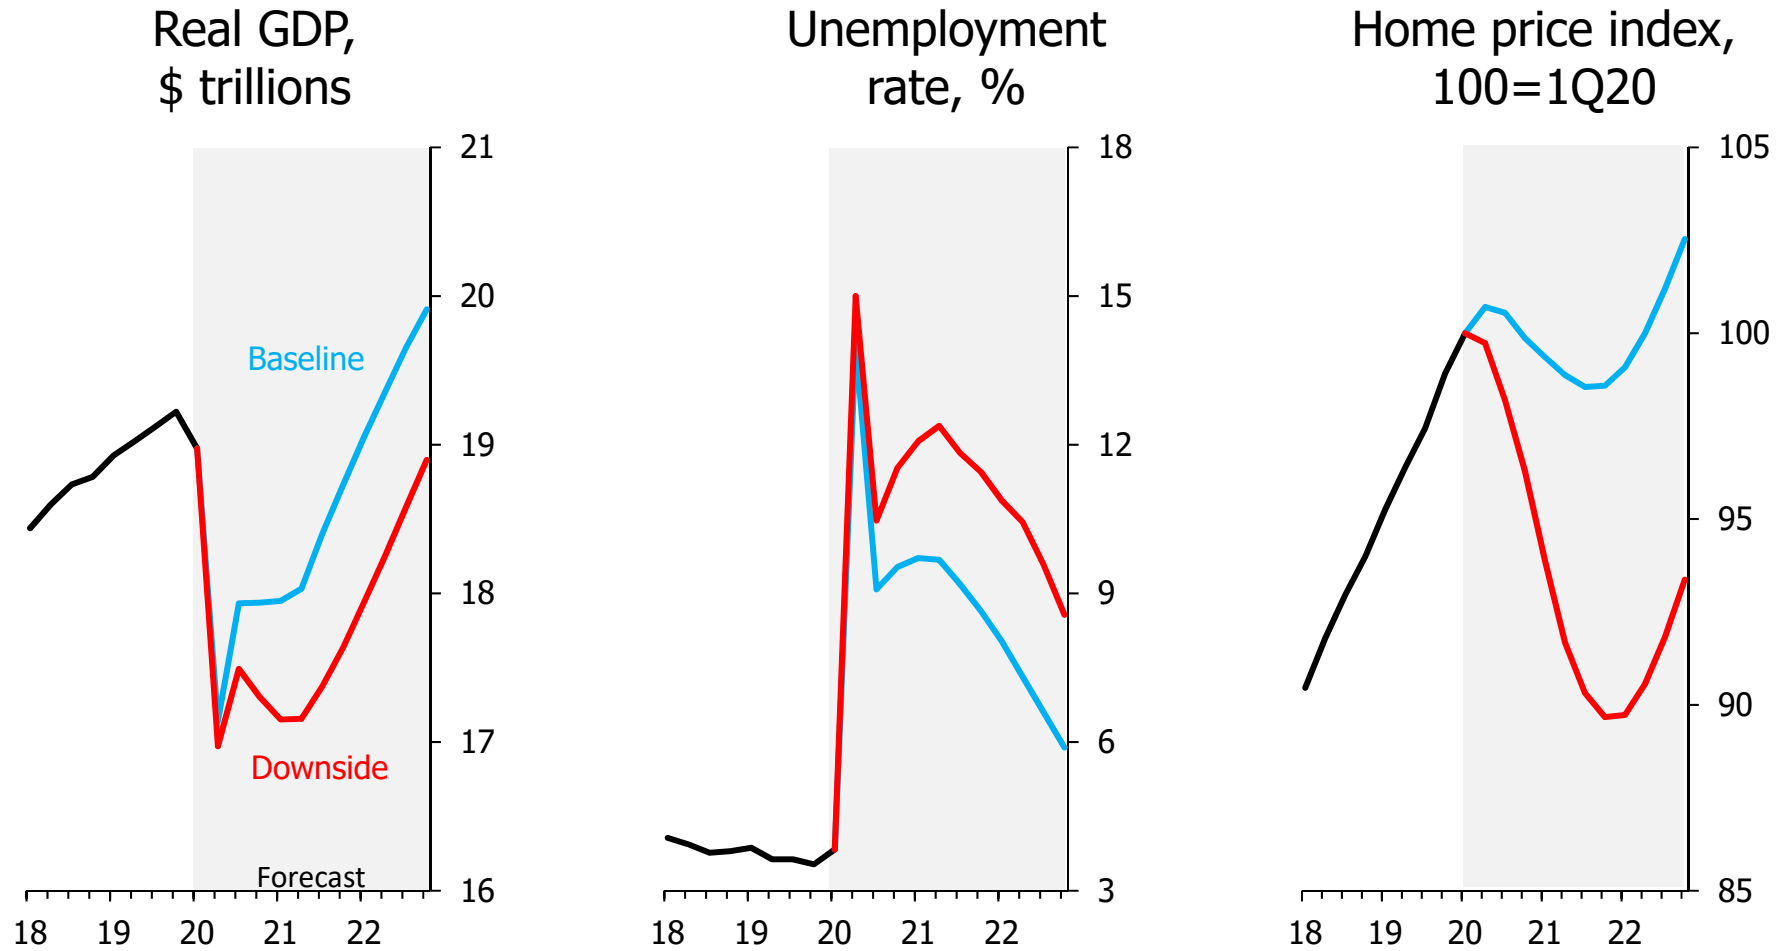 Real GDP,
$ trillions
21
20
19
18
17
16
Baseline
Downside
Forecast
18 19 20 21 22
Unemployment
rate, %
18
15
12
9
6
3
18 19 20 21 22
Home price index,
100=1Q20
105
100
95
90
85
18 19 20 21 22